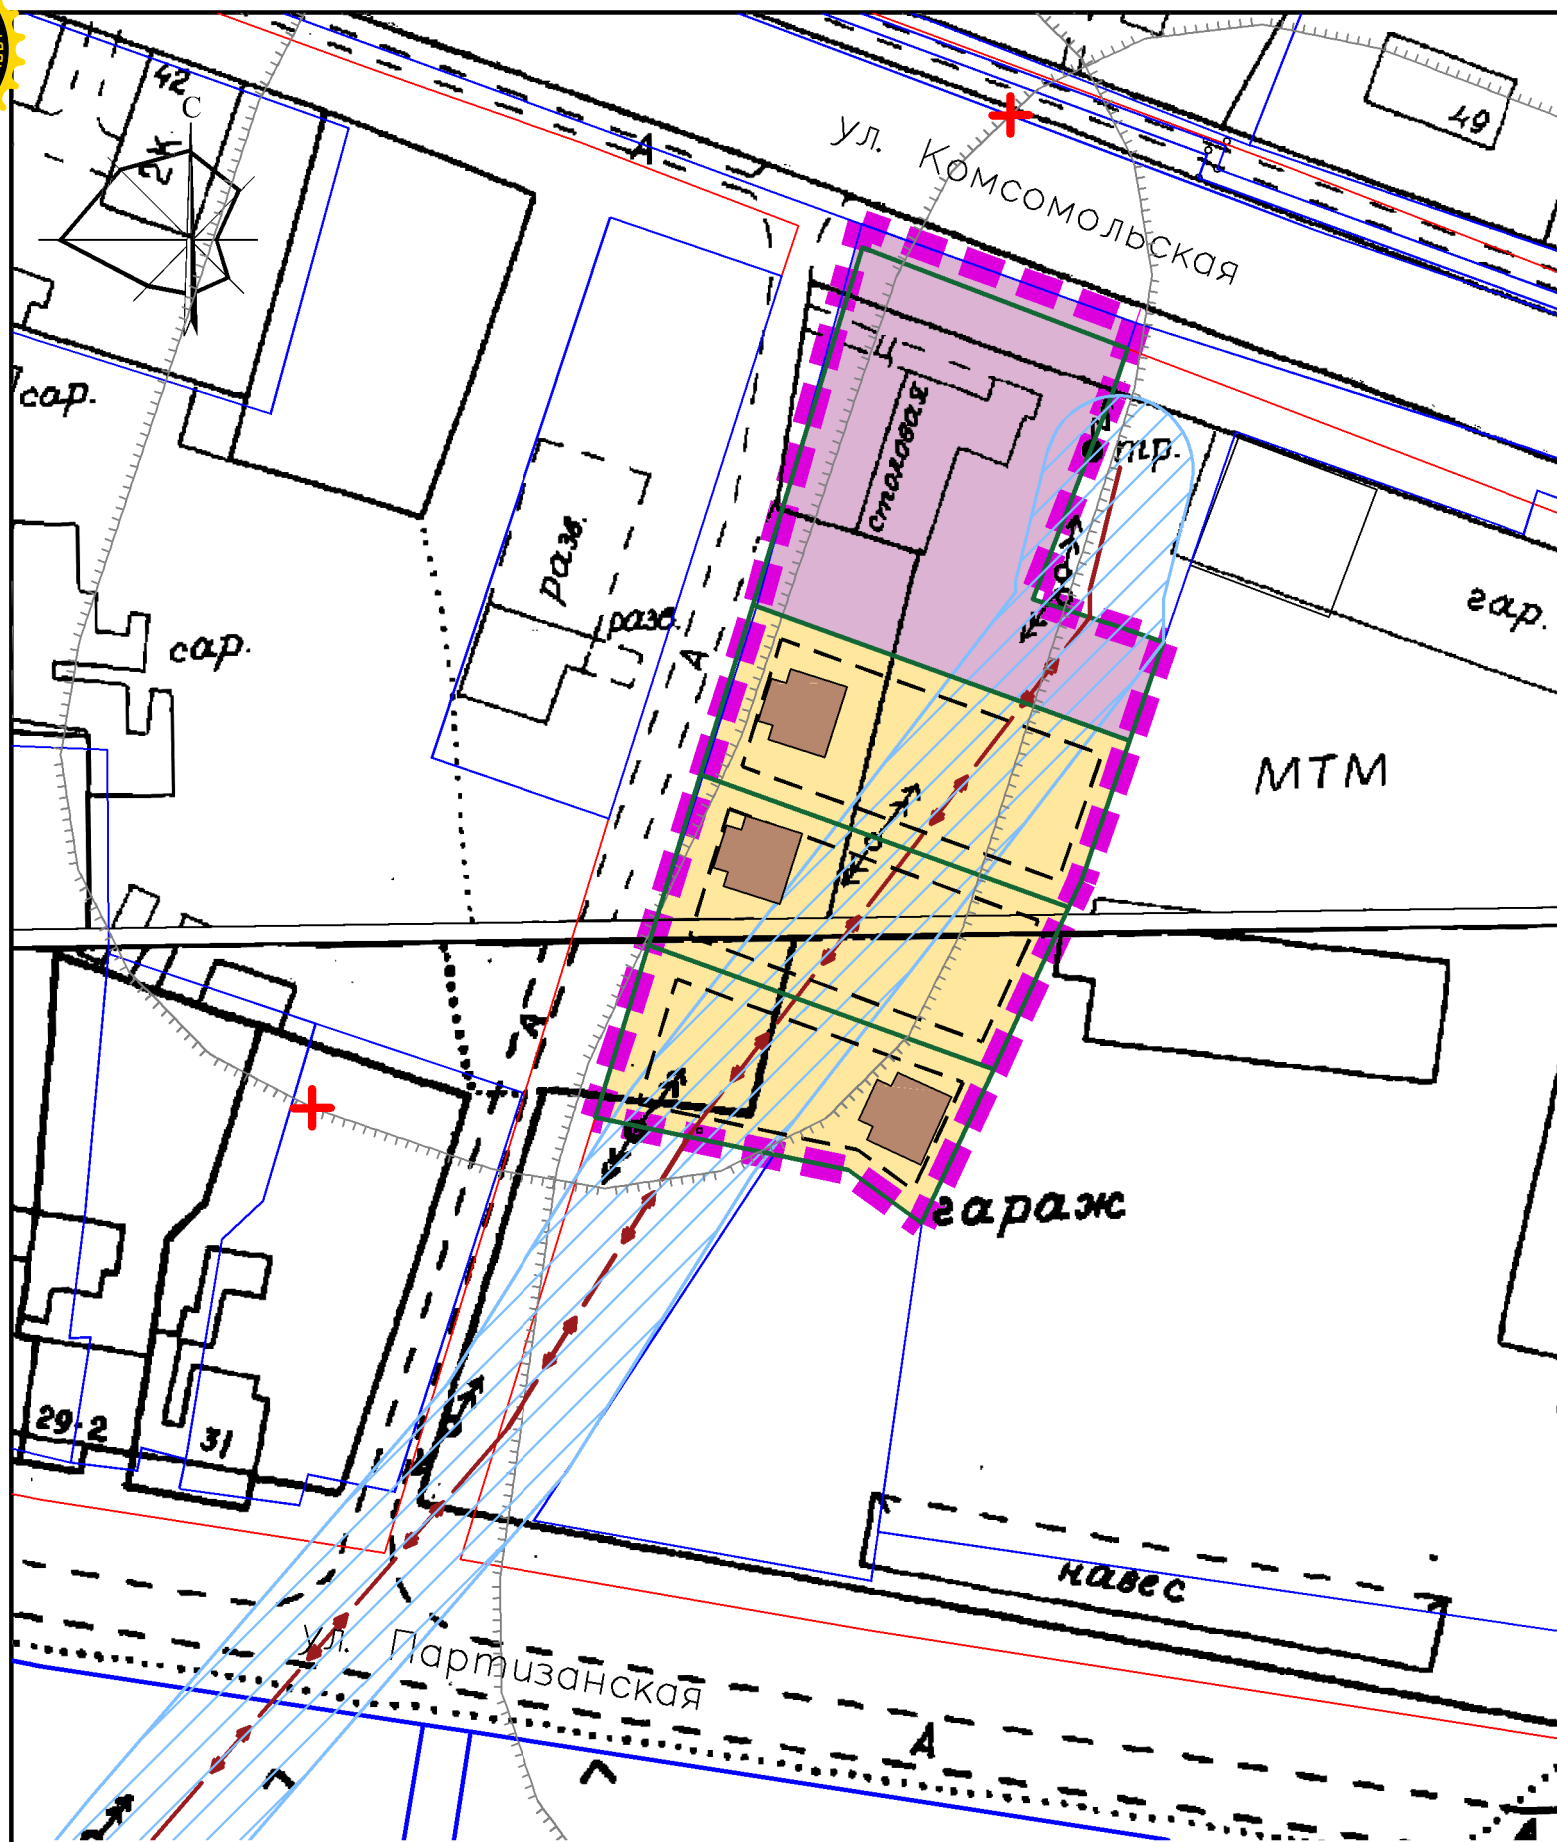 42
2К
С
49
ул. Комсомольская
А
сар.
Ц
столовая
тр.
разв.
гар.
сар.
разв.
А
МТМ
А
гараж
29-2
31
навес
ул. Партизанская
А